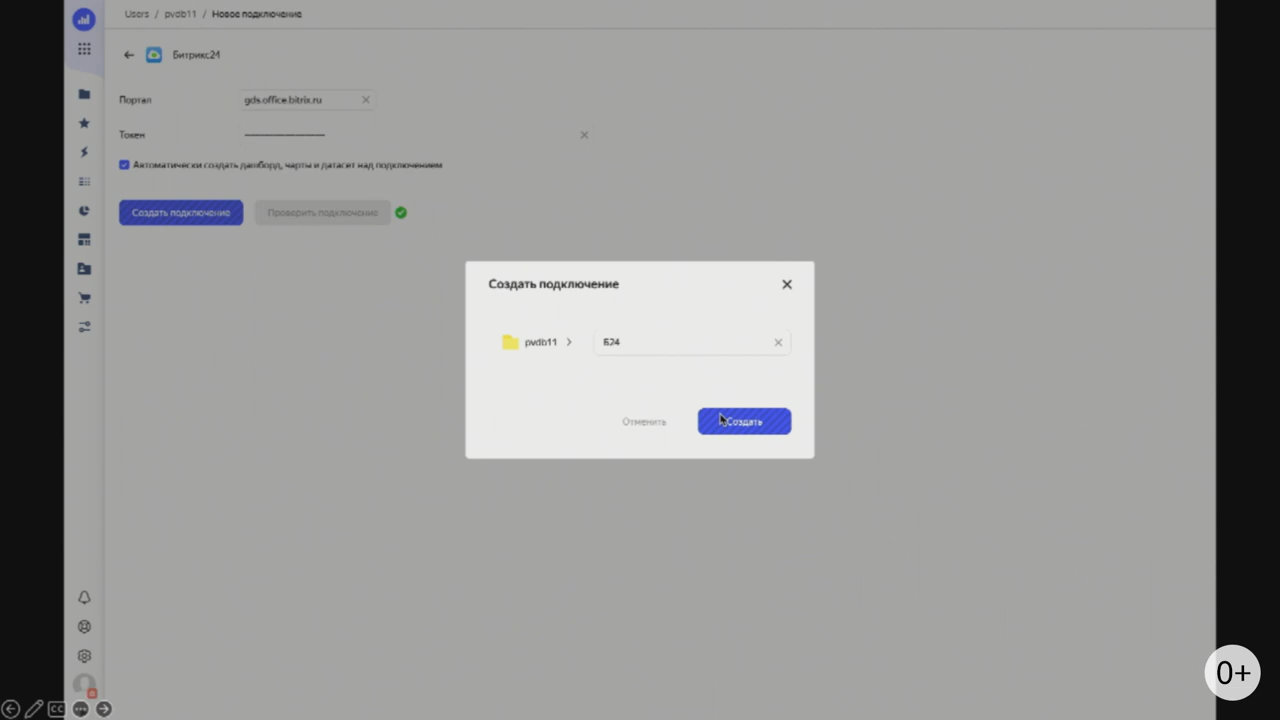 Users / pvdb11 / Новое подключение
Битрикс24
Портал
gds.office.bitrix.ru
Токен
Автоматически создать дашборд, чарты и датасет над подключением
Создать подключение
Проверить подключение
Создать подключение
pvdb11
Б24
Отменить
Создать
CC
0+